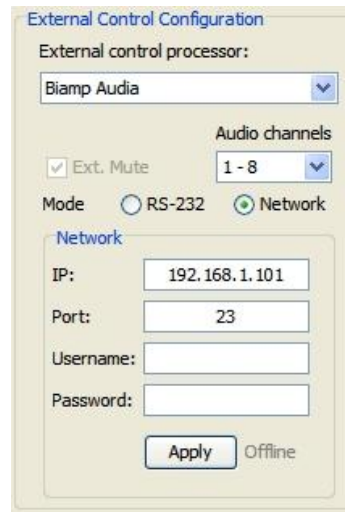 External Control Configuration
External control processor:
Biamp Audia
Audio channels
Ext. Mute
1 - 8
Mode RS-232 Network
Network
IP: 192.168.1.101
Port: 23
Username:
Password:
Apply Offline